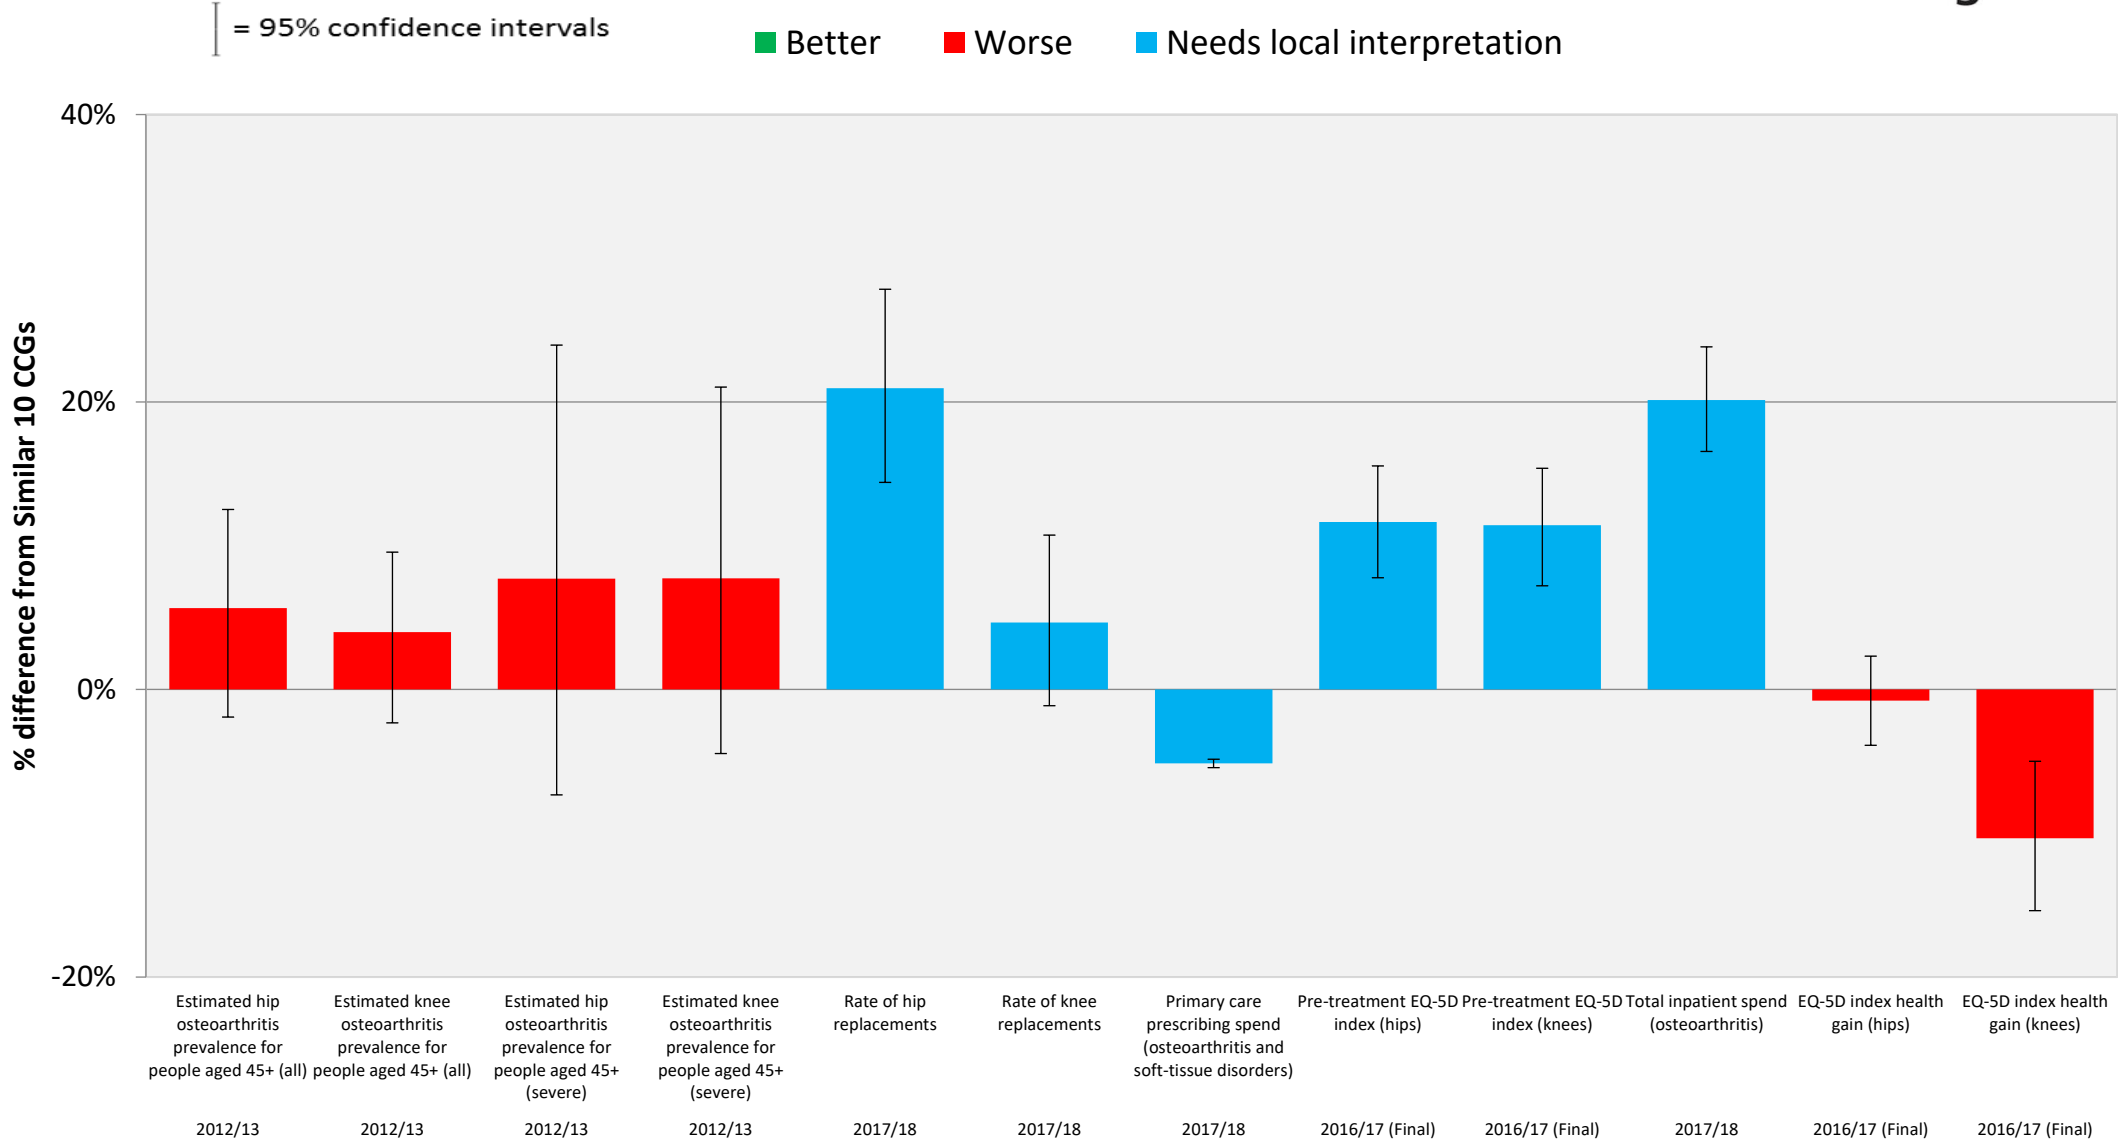 = 95% confidence intervals
Better Worse Needs local interpretation
40%
20%
0%
-20%
% difference from Similar 10 CCGs
Estimated hip
osteoarthritis
prevalence for
people aged 45+ (all)
2012/13
Estimated knee
osteoarthritis
prevalence for
people aged 45+ (all)
2012/13
Estimated hip
osteoarthritis
prevalence for
people aged 45+
(severe)
2012/13
Estimated knee
osteoarthritis
prevalence for
people aged 45+
(severe)
2012/13
Rate of hip
replacements
2017/18
Rate of knee
replacements
2017/18
Primary care
prescribing spend
(osteoarthritis and
soft-tissue disorders)
2017/18
Pre-treatment EQ-5D
index (hips)
2016/17 (Final)
Pre-treatment EQ-5D
index (knees)
2016/17 (Final)
Total inpatient spend
(osteoarthritis)
2017/18
EQ-5D index health
gain (hips)
2016/17 (Final)
EQ-5D index health
gain (knees)
2016/17 (Final)